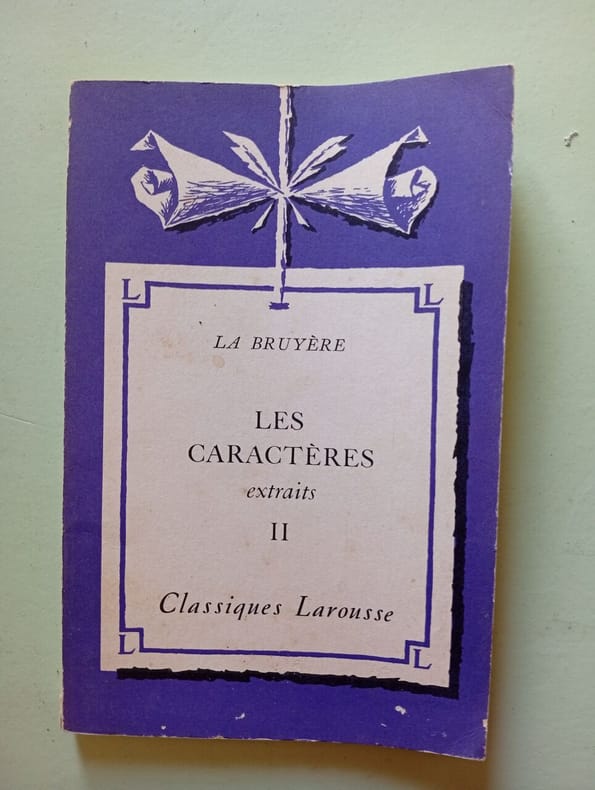 L L
LA BRUYÈRE
LES
CARACTÈRES
extraits
II
Classiques Larousse
L L